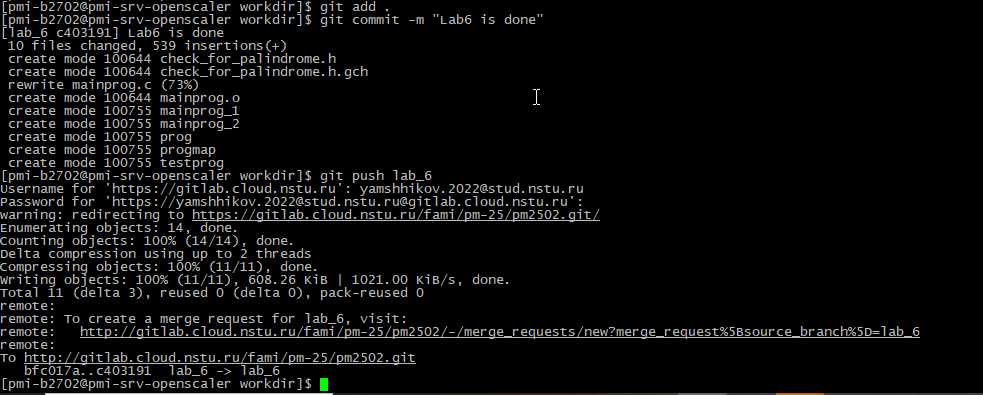 [pmi-b2702@pmi-srv-openscaler workdir]$ git add .
[pmi-b2702@pmi-srv-openscaler workdir]$ git commit -m "Lab6 is done"
[lab_6 c403191] Lab6 is done
 10 files changed, 539 insertions(+)
 create mode 100644 check_for_palindrome.h
 create mode 100644 check_for_palindrome.h.gch
 rewrite mainprog.c (73%)
 create mode 100644 mainprog.o
 create mode 100755 mainprog_1
 create mode 100755 mainprog_2
 create mode 100755 prog
 create mode 100755 progmap
 create mode 100755 testprog
[pmi-b2702@pmi-srv-openscaler workdir]$ git push lab_6
Username for 'https://gitlab.cloud.nstu.ru': yamshhikov.2022@stud.nstu.ru
Password for 'https://yamshhikov.2022@stud.nstu.ru@gitlab.cloud.nstu.ru':
warning: redirecting to https://gitlab.cloud.nstu.ru/fami/pm-25/pm2502.git/
Enumerating objects: 14, done.
Counting objects: 100% (14/14), done.
Delta compression using up to 2 threads
Compressing objects: 100% (11/11), done.
Writing objects: 100% (11/11), 608.26 KiB | 1021.00 KiB/s, done.
Total 11 (delta 3), reused 0 (delta 0), pack-reused 0
remote:
remote: To create a merge request for lab_6, visit:
remote:   http://gitlab.cloud.nstu.ru/fami/pm-25/pm2502/-/merge_requests/new?merge_request%5Bsource_branch%5D=lab_6
remote:
To http://gitlab.cloud.nstu.ru/fami/pm-25/pm2502.git
   bfc017a..c403191  lab_6 -> lab_6
[pmi-b2702@pmi-srv-openscaler workdir]$